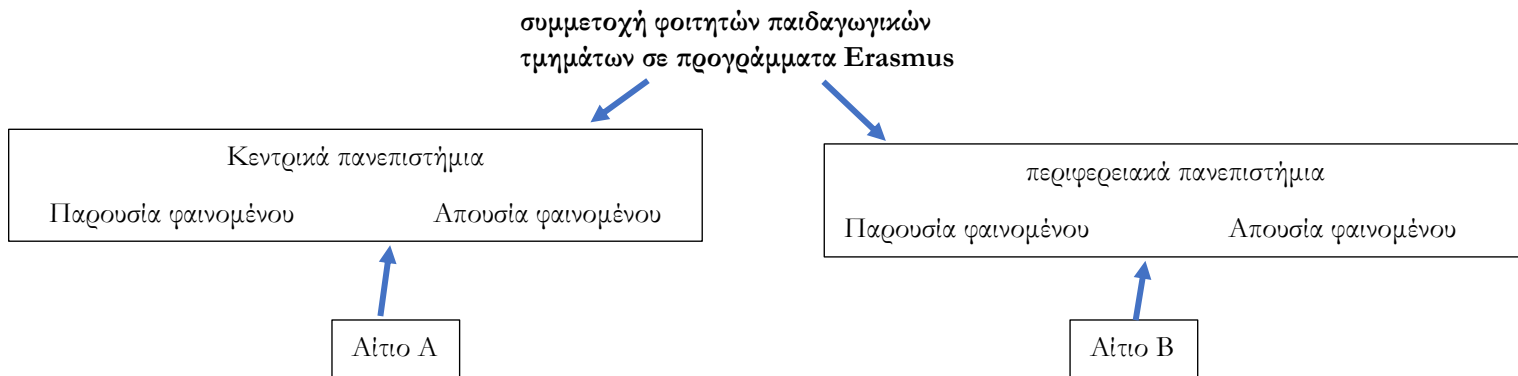 συμμετοχή φοιτητών παιδαγωγικών
τμημάτων σε προγράμματα Erasmus
Κεντρικά πανεπιστήμια
Παρουσία φαινομένου Απουσία φαινομένου
περιφερειακά πανεπιστήμια
Παρουσία φαινομένου Απουσία φαινομένου
Αίτιο Α
Αίτιο Β